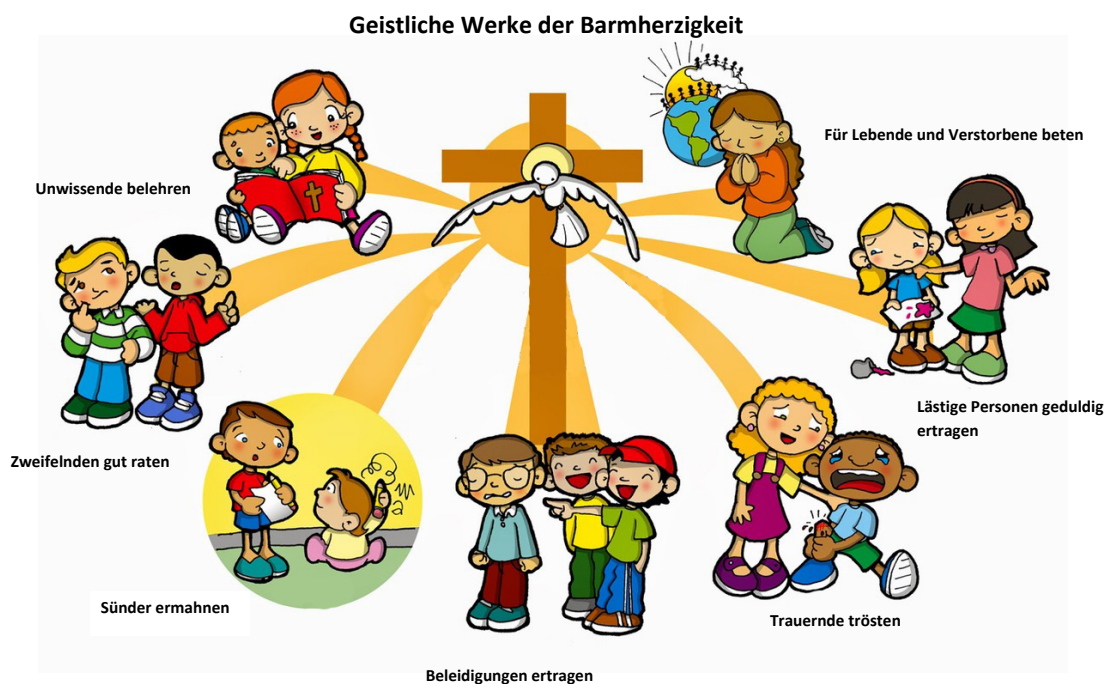 Geistliche Werke der Barmherzigkeit
Für Lebende und Verstorbene beten
Unwissende belehren
Lästige Personen geduldig
ertragen
Zweifelnden gut raten
Sünder ermahnen
Trauernde trösten
Beleidigungen ertragen